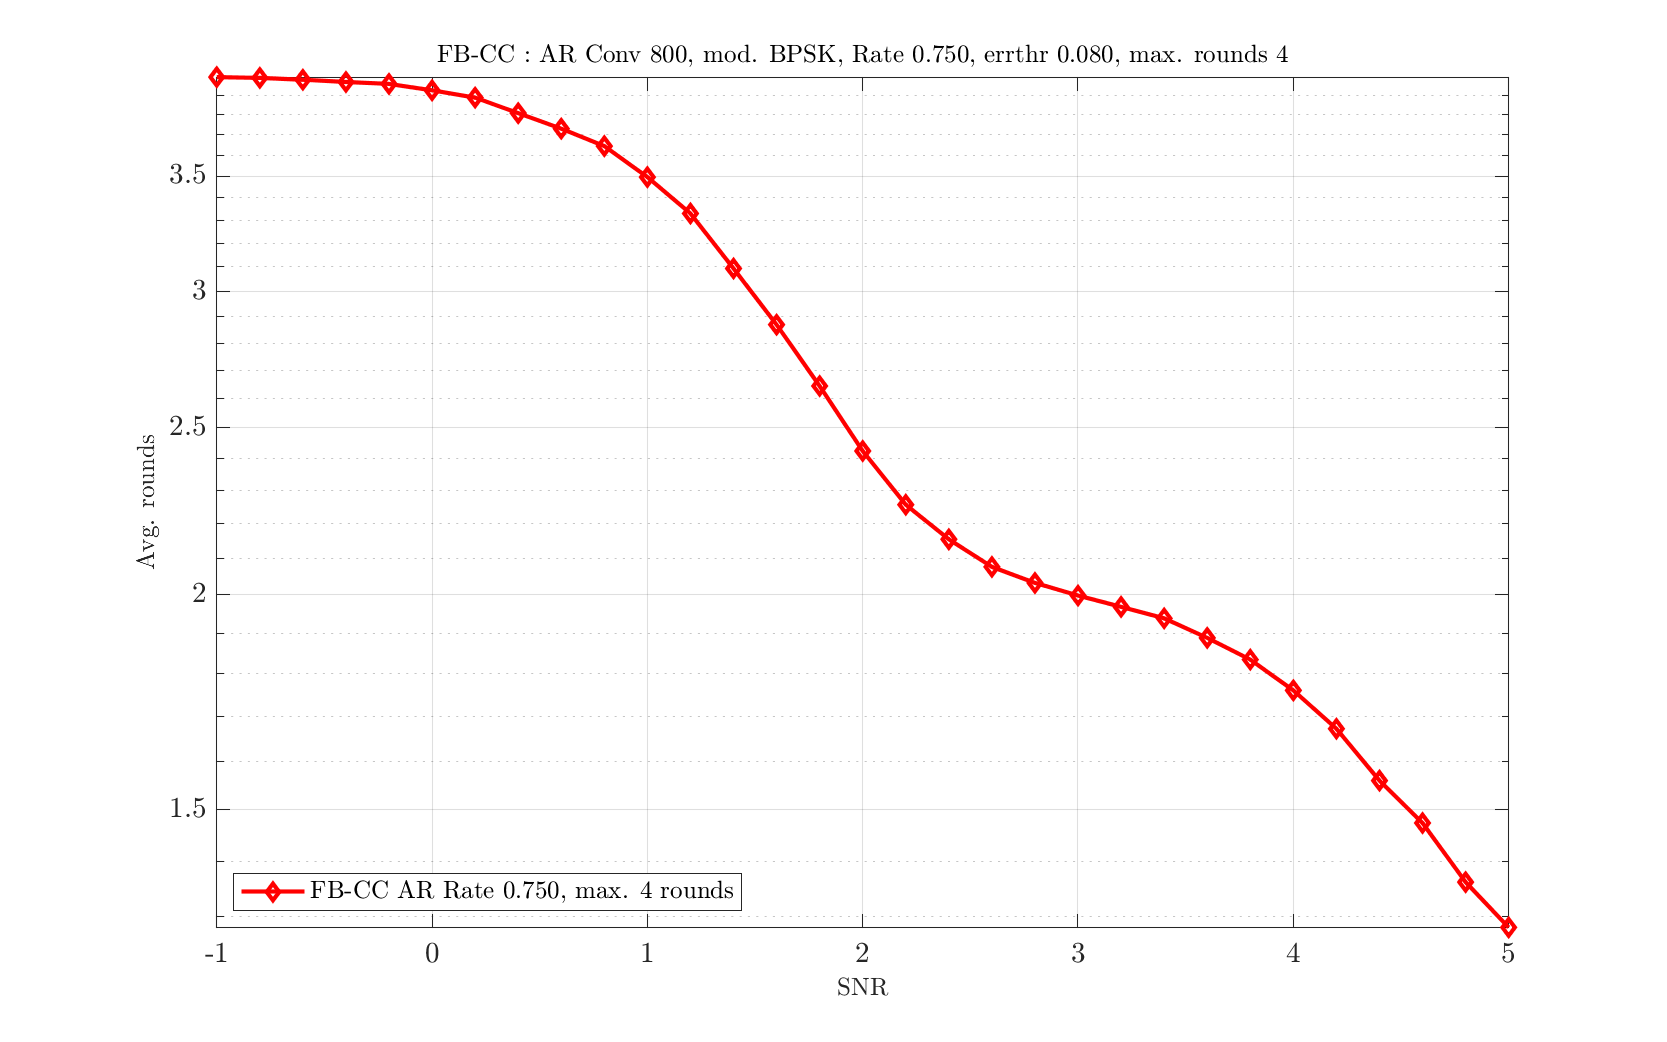 FB-CC : AR Conv 800, mod. BPSK, Rate 0.750, errthr 0.080, max. rounds 4
3.5
3
2.5
2
1.5
Avg. rounds
FB-CC AR Rate 0.750, max. 4 rounds
-1 0 1 2 3 4 5
SNR